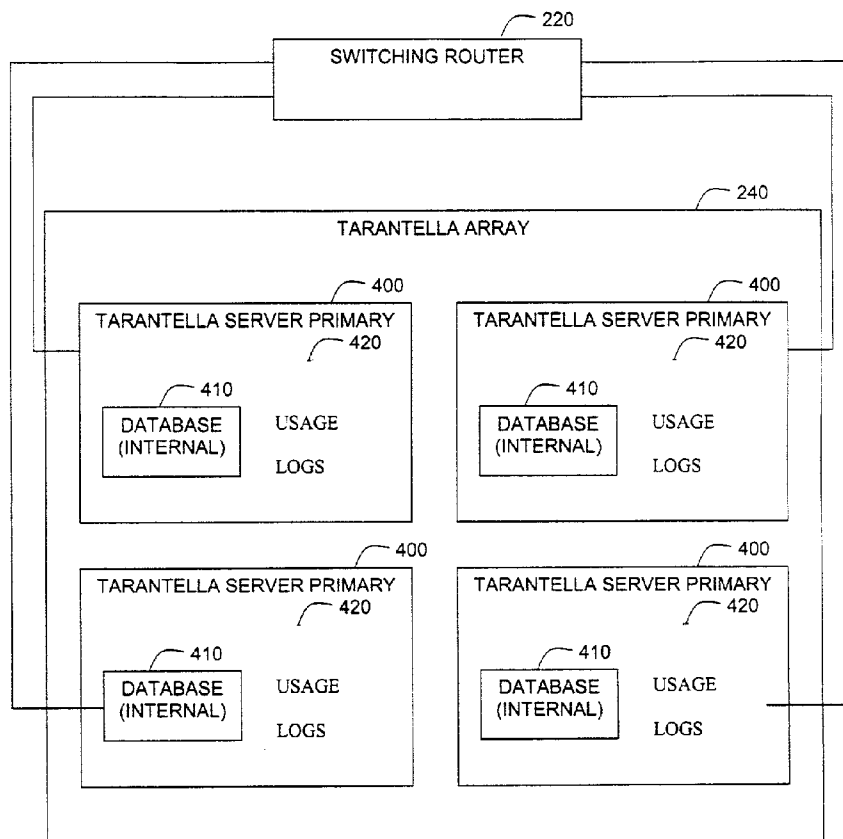 220
SWITCHING ROUTER
240
TARANTELLA ARRAY
400
TARANTELLA SERVER PRIMARY
420
410
DATABASE
(INTERNAL)
USAGE
LOGS
400
TARANTELLA SERVER PRIMARY
420
410
DATABASE
(INTERNAL)
USAGE
LOGS
400
TARANTELLA SERVER PRIMARY
420
410
DATABASE
(INTERNAL)
USAGE
LOGS
400
TARANTELLA SERVER PRIMARY
420
410
DATABASE
(INTERNAL)
USAGE
LOGS